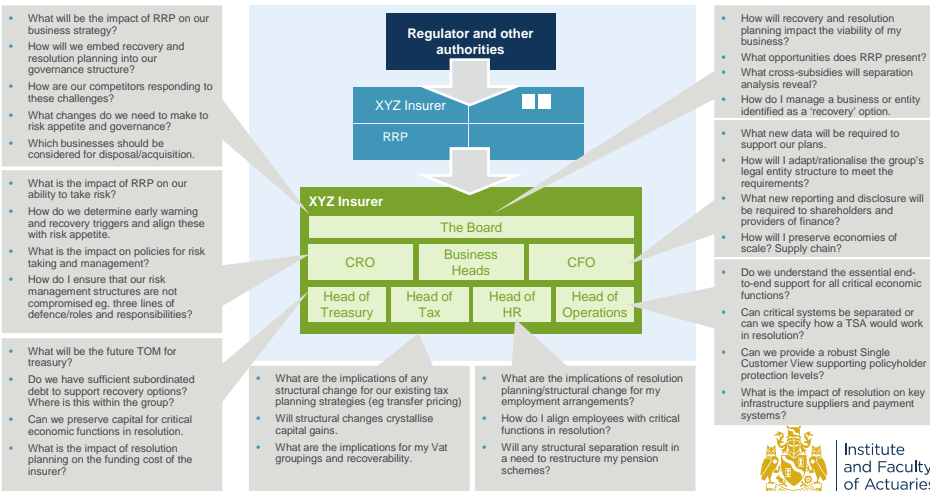 • What will be the impact of RRP on our
business strategy?
• How will we embed recovery and
resolution planning into our
governance structure?
• How are our competitors responding to
these challenges?
• What changes do we need to make to
risk appetite and governance?
• Which businesses should be
considered for disposal/acquisition.
• What is the impact of RRP on our
ability to take risk?
• How do we determine early warning
and recovery triggers and align these
with risk appetite.
• What is the impact on policies for risk
taking and management?
• How do I ensure that our risk
management structures are not
compromised eg. three lines of
defence/roles and responsibilities?
• What will be the future TOM for
treasury?
• Do we have sufficient subordinated
debt to support recovery options?
Where is this within the group?
• Can we preserve capital for critical
economic functions in resolution.
• What is the impact of resolution
planning on the funding cost of the
insurer?
Regulator and other
authorities
XYZ Insurer
RRP
XYZ Insurer
The Board
CRO
Business
Heads
CFO
Head of
Treasury
Head of
Tax
Head of
HR
Head of
Operations
• What are the implications of any
structural change for our existing tax
planning strategies (eg transfer pricing)
• Will structural changes crystallise
capital gains.
• What are the implications for my Vat
groupings and recoverability.
• What are the implications of resolution
planning/structural change for my
employment arrangements?
• How do I align employees with critical
functions in resolution?
• Will any structural separation result in
a need to restructure my pension
schemes?
• How will recovery and resolution
planning impact the viability of my
business?
• What opportunities does RRP present?
• What cross-subsidies will separation
analysis reveal?
• How do I manage a business or entity
identified as a ‘recovery’ option.
• What new data will be required to
support our plans.
• How will I adapt/rationalise the group’s
legal entity structure to meet the
requirements?
• What new reporting and disclosure will
be required to shareholders and
providers of finance?
• How will I preserve economies of
scale? Supply chain?
• Do we understand the essential end-
to-end support for all critical economic
functions?
• Can critical systems be separated or
can we specify how a TSA would work
in resolution?
• Can we provide a robust Single
Customer View supporting policyholder
protection levels?
• What is the impact of resolution on key
infrastructure suppliers and payment
systems?
Institute
and Faculty
of Actuaries